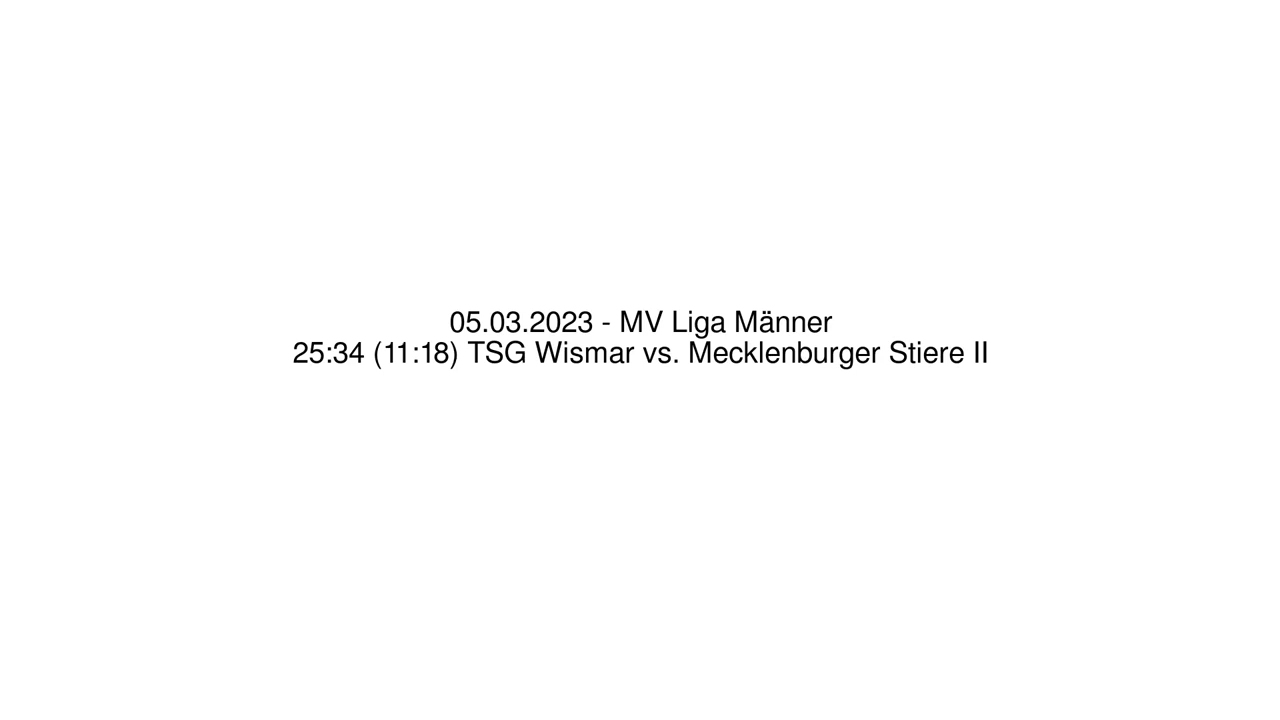 05.03.2023 - MV Liga Männer
25:34 (11:18) TSG Wismar vs. Mecklenburger Stiere II